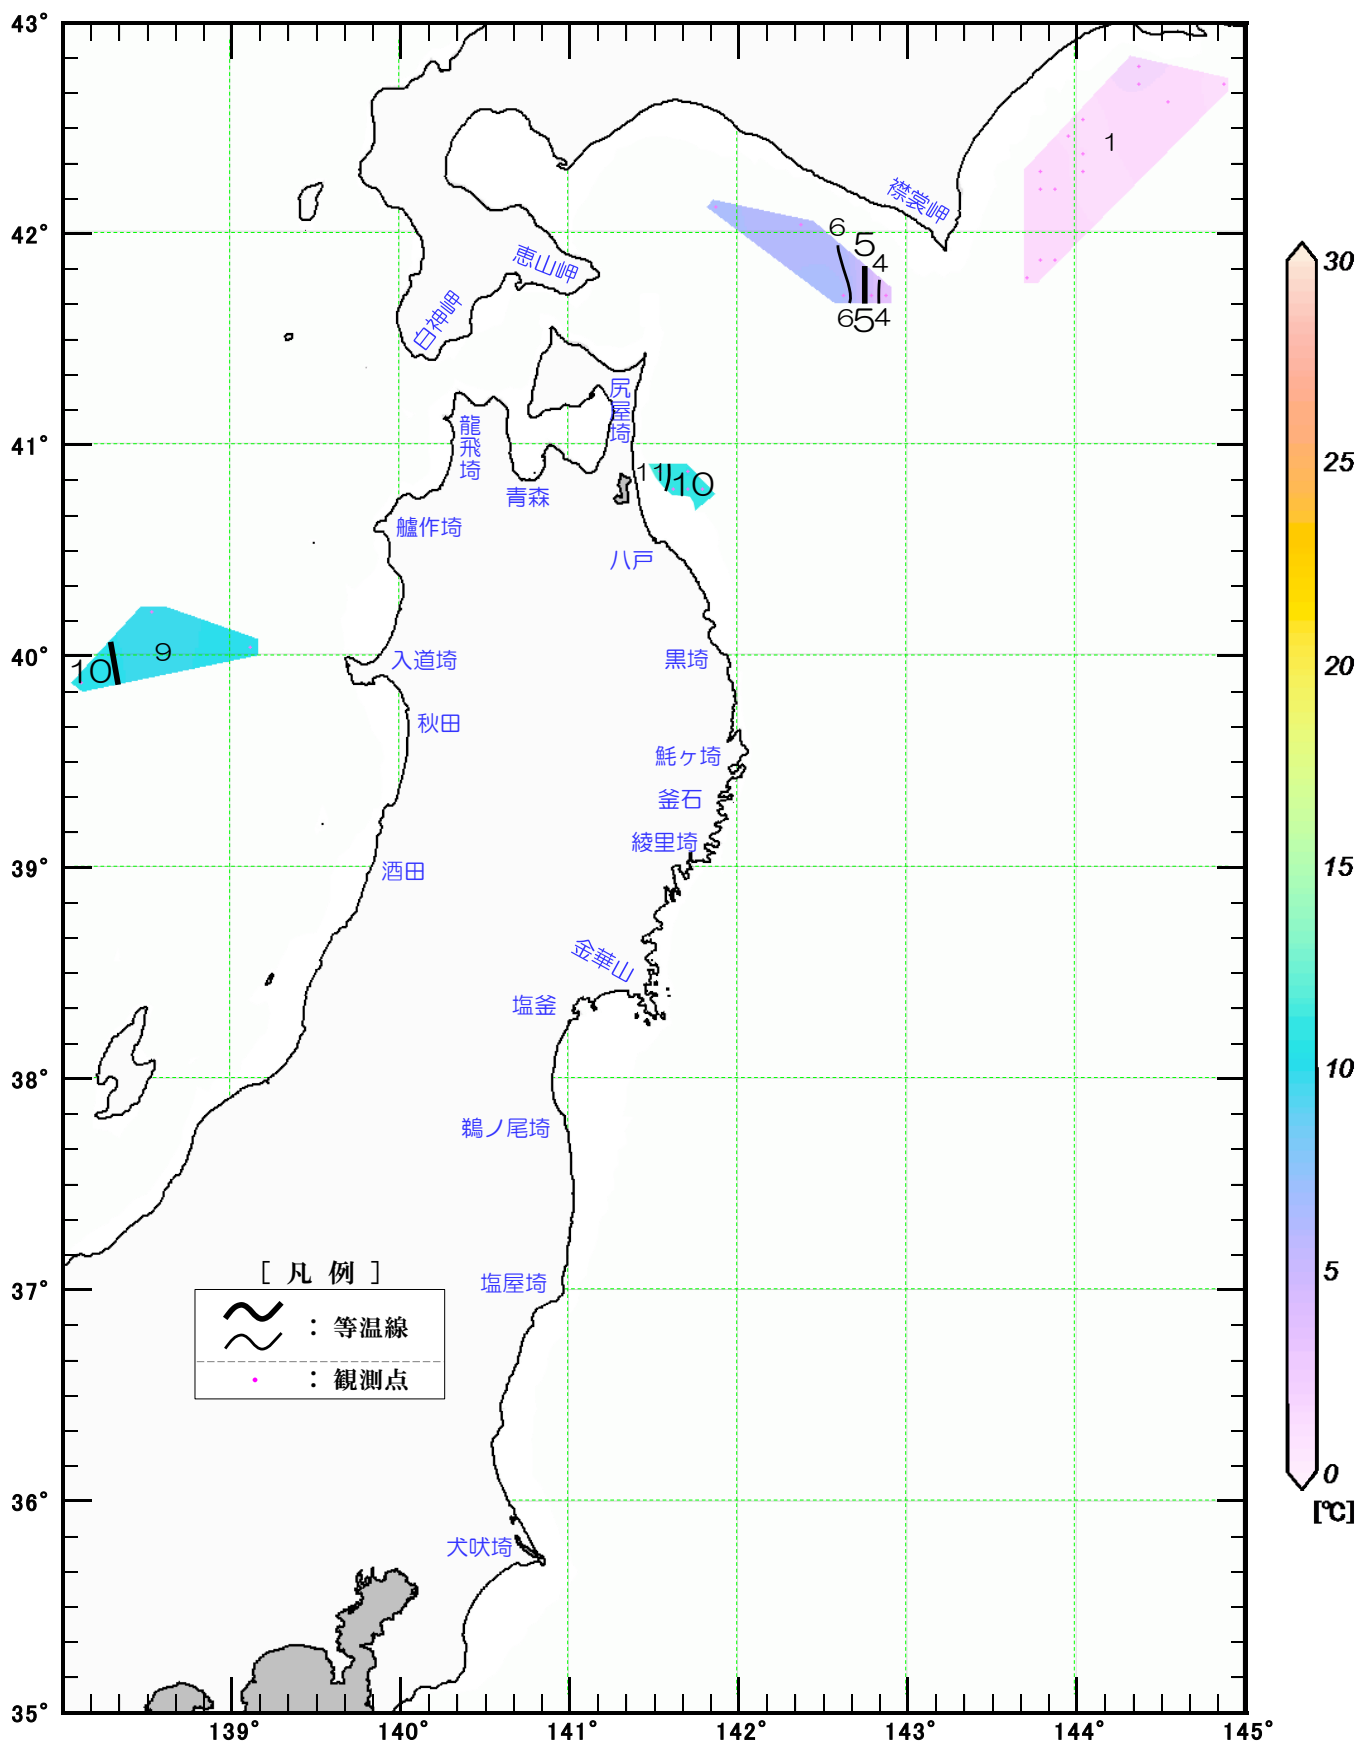 43°
42°
41°
40°
39°
38°
37°
36°
35°
139°
140°
141°
142°
143°
144°
145°
1
襟裳岬
6
5
4
6
5
4
恵山岬
白神岬
尻屋埼
龍飛埼
青森
11
10
艫作埼
八戸
9
10
入道埼
黒埼
秋田
魹ヶ埼
釜石
綾里埼
酒田
金華山
塩釜
鵜ノ尾埼
塩屋埼
[ 凡 例 ]
: 等温線
: 観測点
犬吠埼
30
25
20
15
10
5
0
[℃]